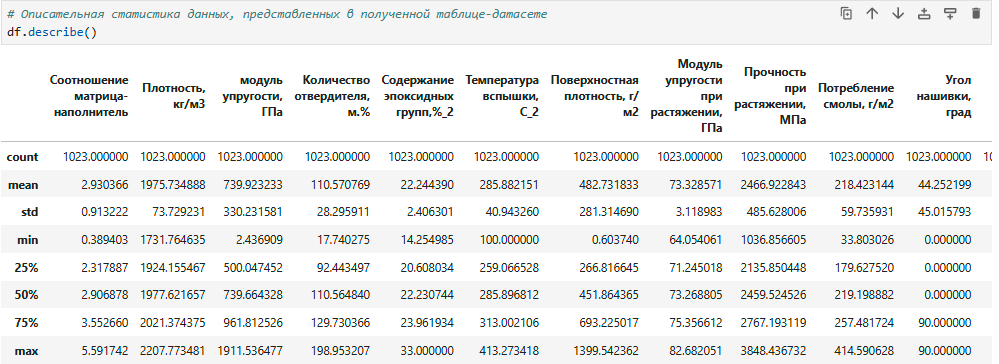 # Описательная статистика данных, представленных в полученной таблице-датасете
df.describe()
Соотношение матрица-наполнитель Плотность, кг/м3 модуль упругости, ГПа Количество отвердителя, м.% Содержание эпоксидных групп,%_2 Температура вспышки, С_2 Поверхностная плотность, г/м2 Модуль упругости при растяжении, ГПа Прочность при растяжении, МПа Потребление смолы, г/м2 Угол нашивки, град
count 1023.000000 1023.000000 1023.000000 1023.000000 1023.000000 1023.000000 1023.000000 1023.000000 1023.000000 1023.000000 1023.000000 10
mean 2.930366 1975.734888 739.923233 110.570769 22.244390 285.882151 482.731833 73.328571 2466.922843 218.423144 44.252199
std 0.913222 73.729231 330.231581 28.295911 2.406301 40.943260 281.314690 3.118983 485.628006 59.735931 45.015793
min 0.389403 1731.764635 2.436909 17.740275 14.254985 100.000000 0.603740 64.054061 1036.856605 33.803026 0.000000
25% 2.317887 1924.155467 500.047452 92.443497 20.608034 259.066528 266.816645 71.245018 2135.850448 179.627520 0.000000
50% 2.906878 1977.621657 739.664328 110.564840 22.230744 285.896812 451.864365 73.268805 2459.524526 219.198882 0.000000
75% 3.552660 2021.374375 961.812526 129.730366 23.961934 313.002106 693.225017 75.356612 2767.193119 257.481724 90.000000
max 5.591742 2207.773481 1911.536477 198.953207 33.000000 413.273418 1399.542362 82.682051 3848.436732 414.590628 90.000000